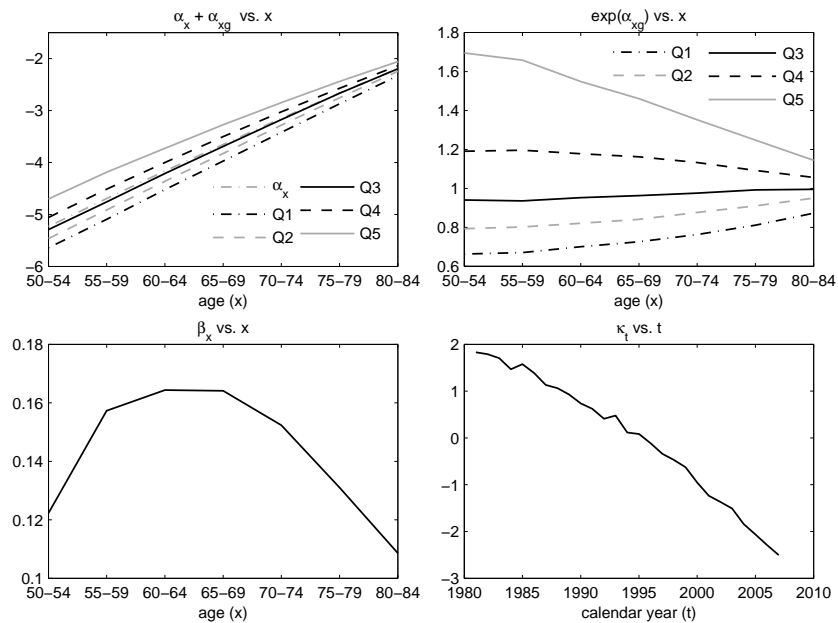 α_x + α_xg vs. x
−2
−3
−4
−5
−6
α_x
Q1
Q2
Q3
Q4
Q5
50−54 55−59 60−64 65−69 70−74 75−79 80−84
age (x)
exp(α_xg) vs. x
1.8
1.6
1.4
1.2
1
0.8
0.6
Q1
Q2
Q3
Q4
Q5
50−54 55−59 60−64 65−69 70−74 75−79 80−84
age (x)
β_x vs. x
0.18
0.16
0.14
0.12
0.1
50−54 55−59 60−64 65−69 70−74 75−79 80−84
age (x)
κ_t vs. t
2
1
0
−1
−2
−3
1980 1985 1990 1995 2000 2005 2010
calendar year (t)